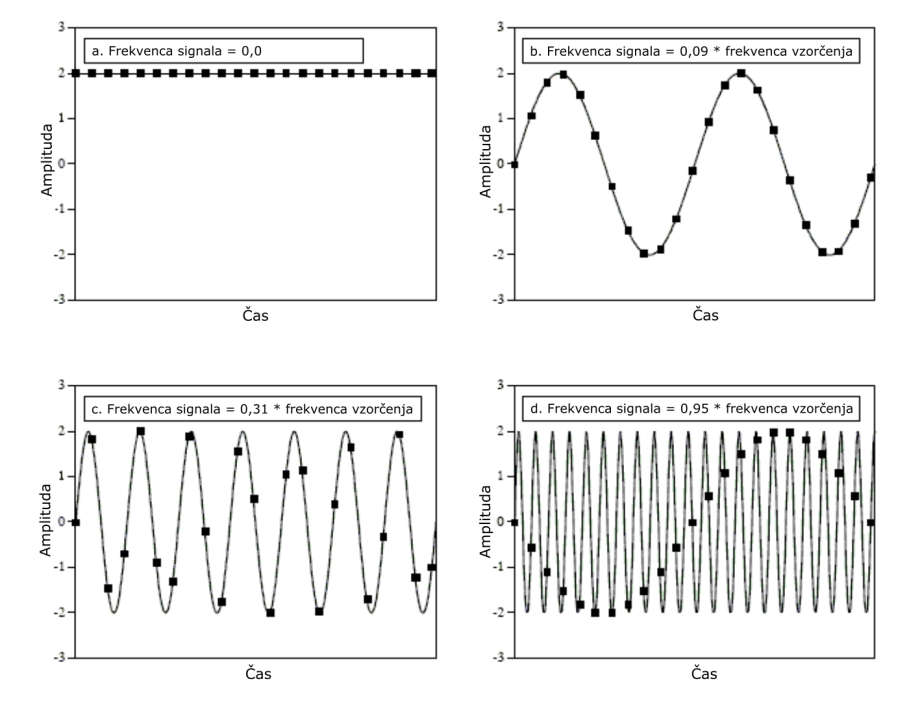 a. Frekvenca signala = 0,0
3
2
1
0
-1
-2
-3
Amplituda
Čas
b. Frekvenca signala = 0,09 * frekvenca vzorčenja
3
2
1
0
-1
-2
-3
Amplituda
Čas
c. Frekvenca signala = 0,31 * frekvenca vzorčenja
3
2
1
0
-1
-2
-3
Amplituda
Čas
d. Frekvenca signala = 0,95 * frekvenca vzorčenja
3
2
1
0
-1
-2
-3
Amplituda
Čas